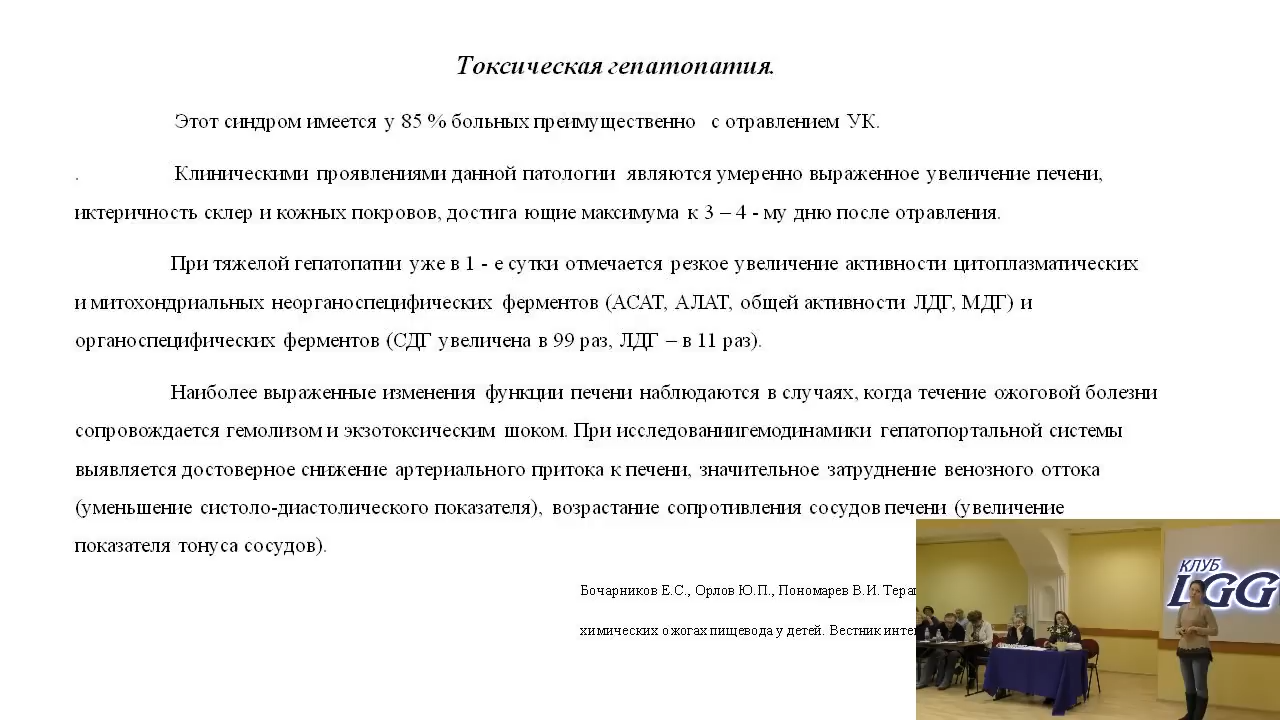 Токсическая гепатопатия.
Этот синдром имеется у 85 % больных преимущественно с отравлением УК.
. Клиническими проявлениями данной патологии являются умеренно выраженное увеличение печени,
иктеричность склер и кожных покровов, достига ющие максимума к 3 – 4 - му дню после отравления.
При тяжелой гепатопатии уже в 1 - е сутки отмечается резкое увеличение активности цитоплазматических
и митохондриальных неорганоспецифических ферментов (АСАТ, АЛАТ, общей активности ЛДГ, МДГ) и
органоспецифических ферментов (СДГ увеличена в 99 раз, ЛДГ – в 11 раз).
Наиболее выраженные изменения функции печени наблюдаются в случаях, когда течение ожоговой болезни
сопровождается гемолизом и экзотоксическим шоком. При исследованиигемодинамики гепатопортальной системы
выявляется достоверное снижение артериального притока к печени, значительное затруднение венозного оттока
(уменьшение систоло-диастолического показателя), возрастание сопротивления сосудов печени (увеличение
показателя тонуса сосудов).
Бочарников Е.С., Орлов Ю.П., Пономарев В.И.
химических ожогах пищевода у детей. Вестник
КЛУБ
LGG